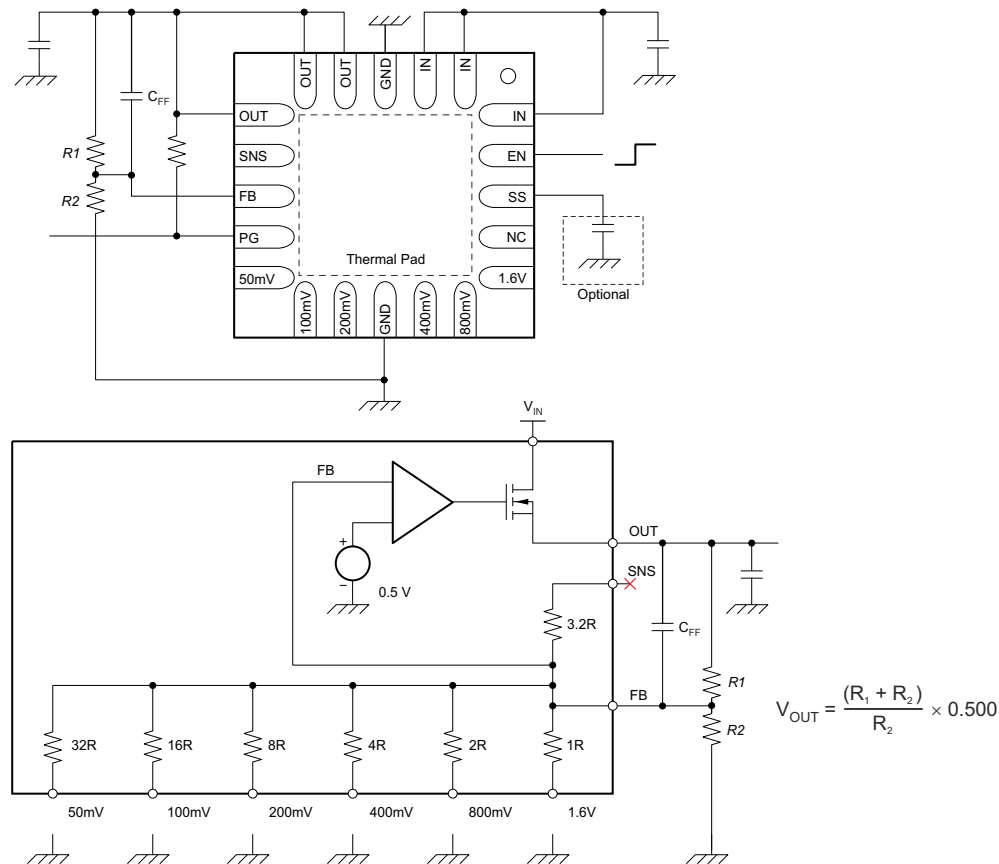 OUT
OUT
GND
IN
IN
C_FF
OUT
IN
R1
SNS
EN
R2
FB
SS
PG
NC
Thermal Pad
50mV
1.6V
Optional
100mV
200mV
GND
400mV
800mV
V_IN
FB
OUT
+
SNS
−
0.5 V
3.2R
C_FF
R1
FB
V_OUT = (R_1 + R_2) / R_2 × 0.500
R2
32R
16R
8R
4R
2R
1R
50mV
100mV
200mV
400mV
800mV
1.6V